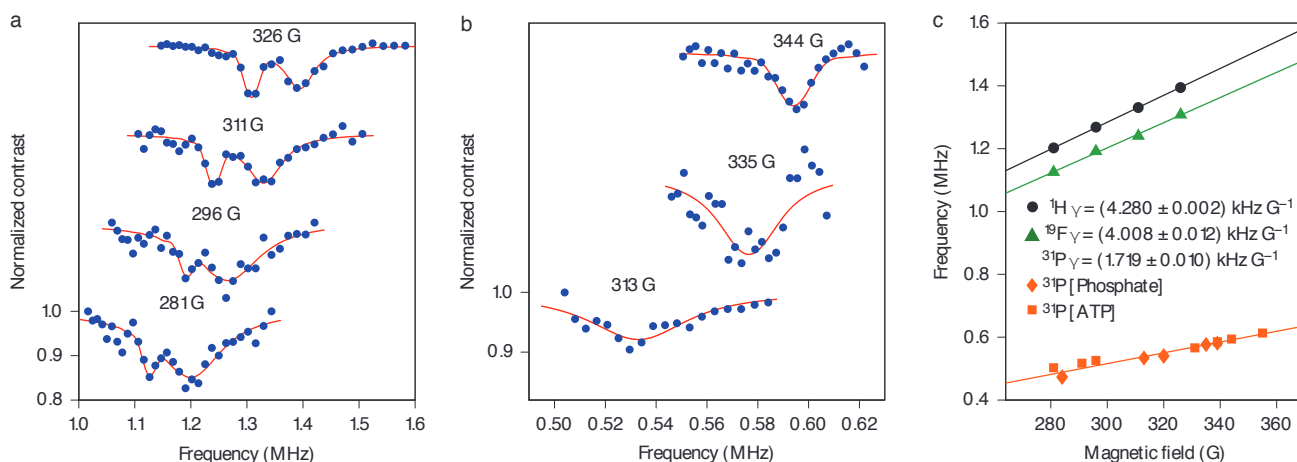 a
326 G
311 G
296 G
281 G
Normalized contrast
1.0
0.9
0.8
1.0 1.1 1.2 1.3 1.4 1.5 1.6
Frequency (MHz)
b
344 G
335 G
313 G
Normalized contrast
1.0
0.9
0.50 0.52 0.54 0.56 0.58 0.60 0.62
Frequency (MHz)
c
1.6
1.4
1.2
1.0
0.8
0.6
0.4
Frequency (MHz)
¹H γ = (4.280 ± 0.002) kHz G⁻¹
¹⁹F γ = (4.008 ± 0.012) kHz G⁻¹
³¹P γ = (1.719 ± 0.010) kHz G⁻¹
³¹P [Phosphate]
³¹P [ATP]
280 300 320 340 360
Magnetic field (G)